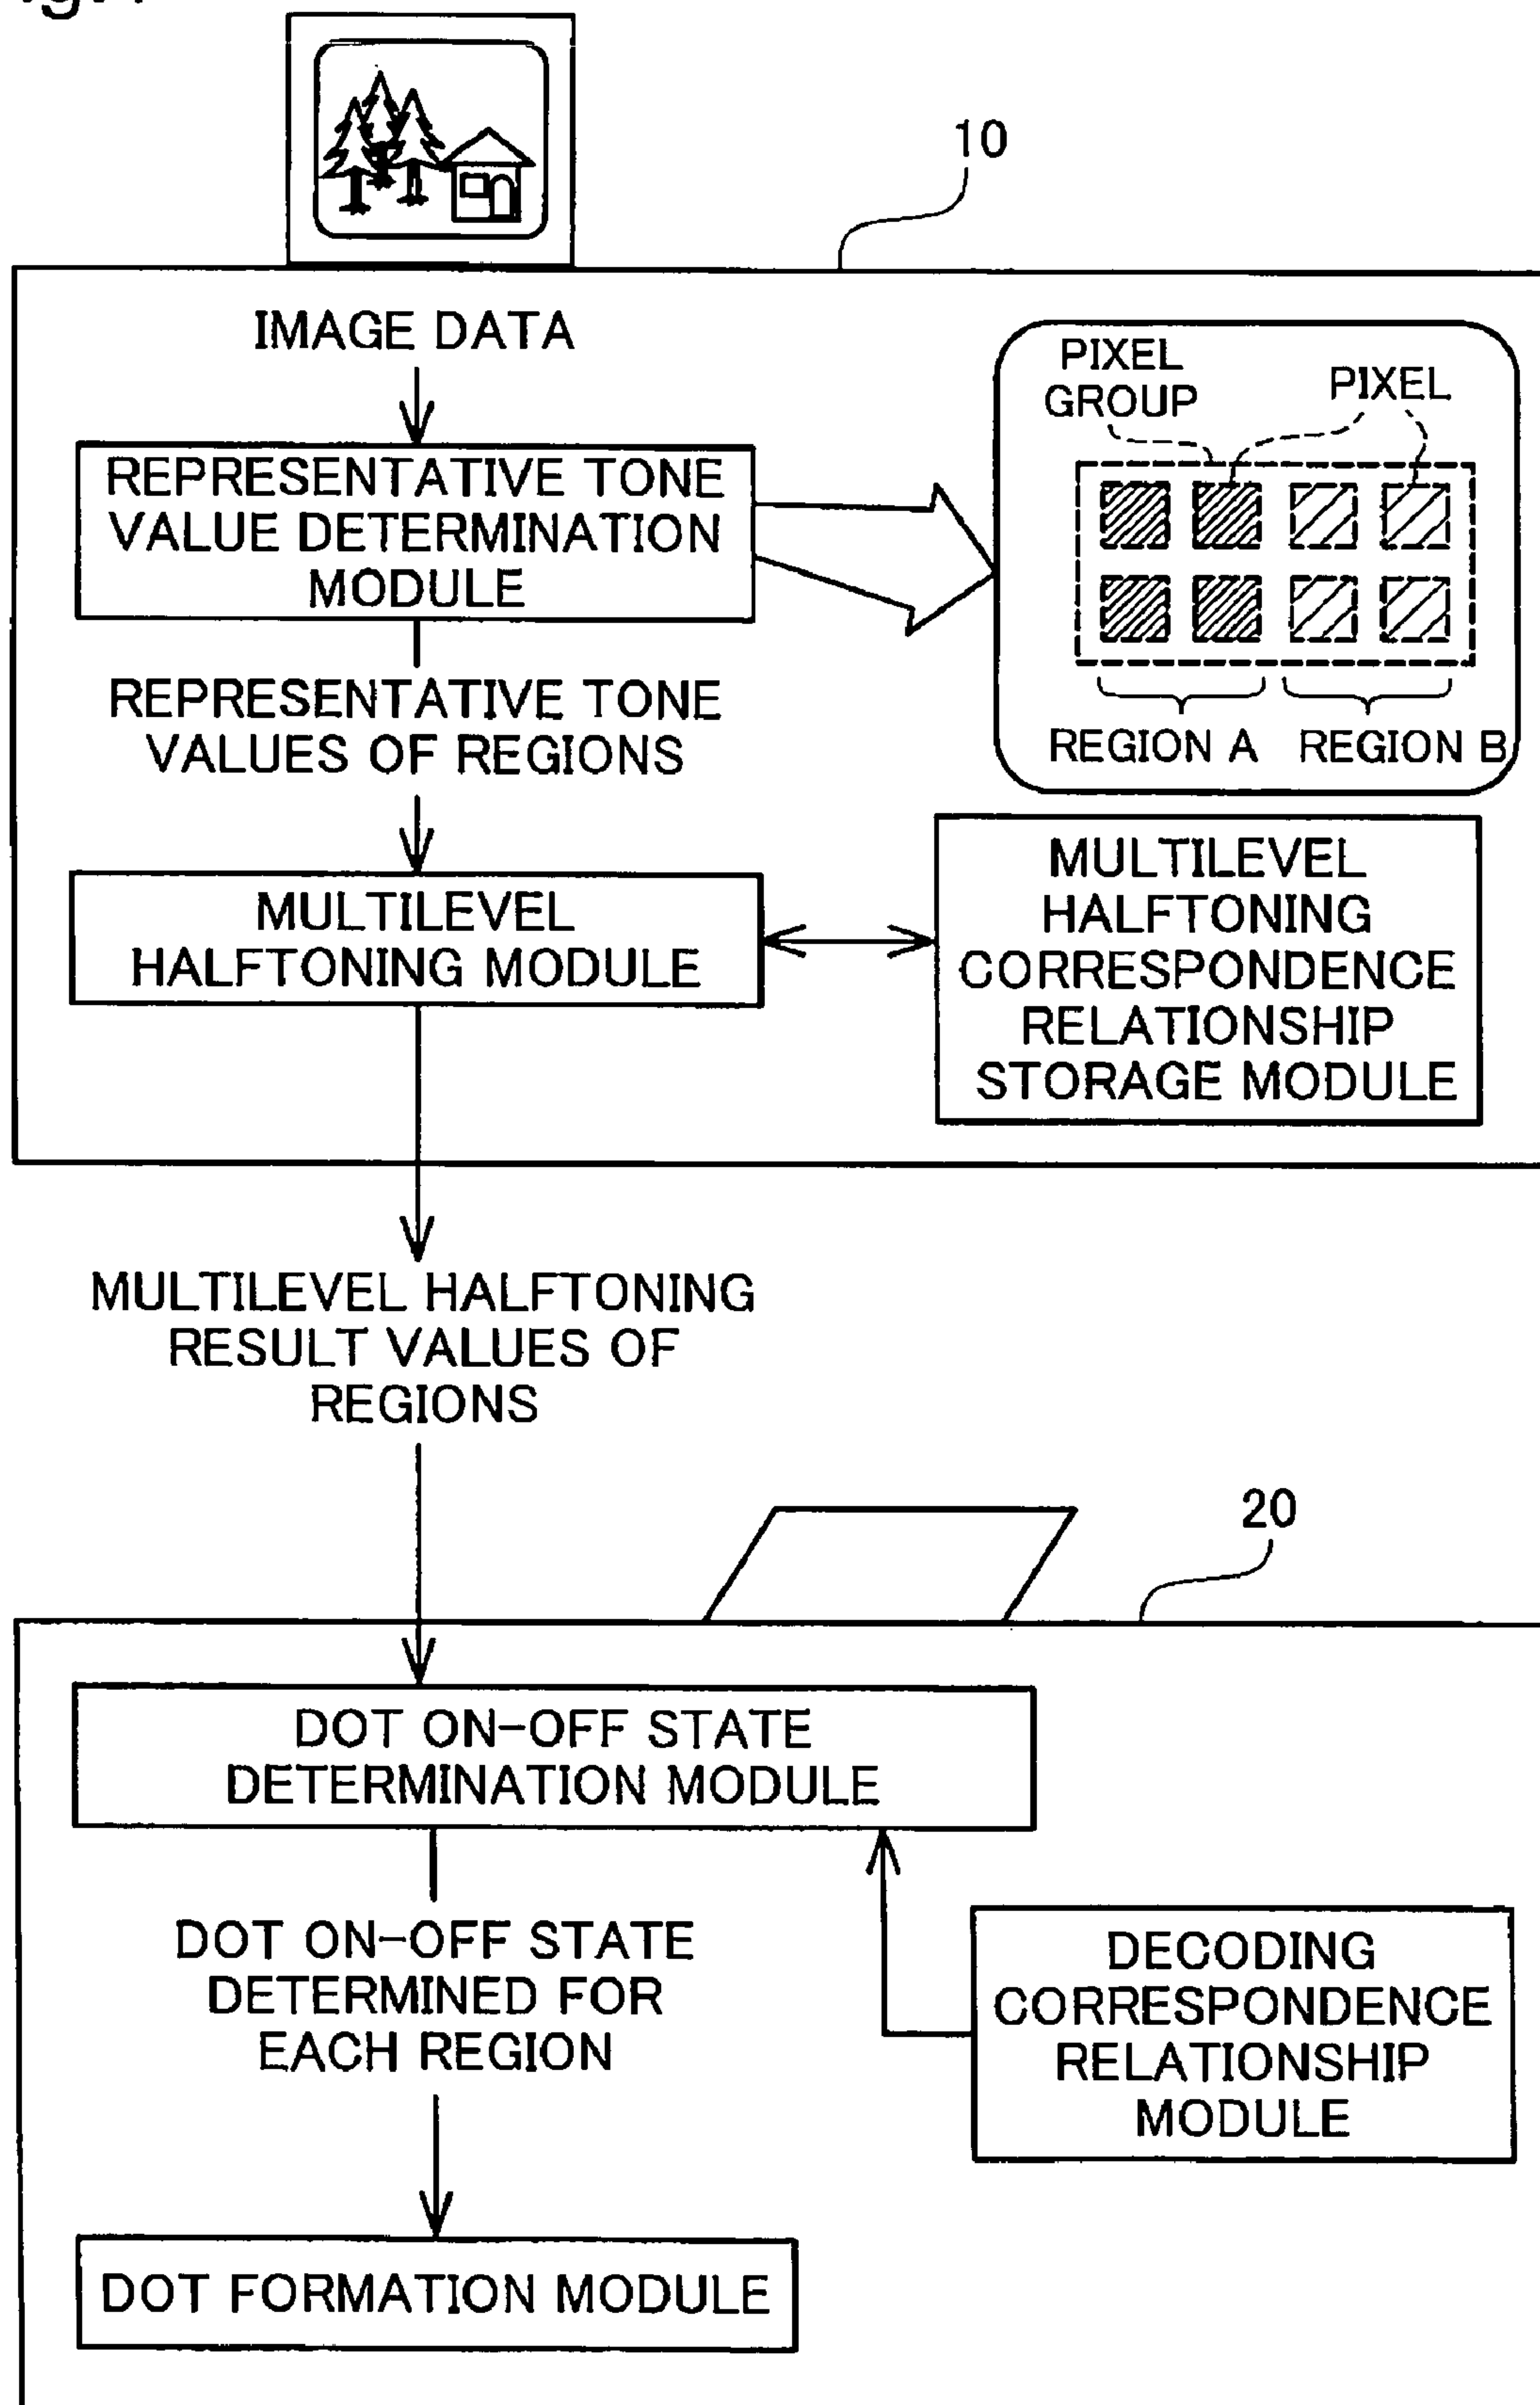 10
IMAGE DATA
PIXEL
GROUP
PIXEL
REPRESENTATIVE TONE
VALUE DETERMINATION
MODULE
REGION A
REGION B
REPRESENTATIVE TONE
VALUES OF REGIONS
MULTILEVEL
HALFTONING MODULE
MULTILEVEL
HALFTONING
CORRESPONDENCE
RELATIONSHIP
STORAGE MODULE
MULTILEVEL HALFTONING
RESULT VALUES OF
REGIONS
20
DOT ON-OFF STATE
DETERMINATION MODULE
DOT ON-OFF STATE
DETERMINED FOR
EACH REGION
DECODING
CORRESPONDENCE
RELATIONSHIP
MODULE
DOT FORMATION MODULE